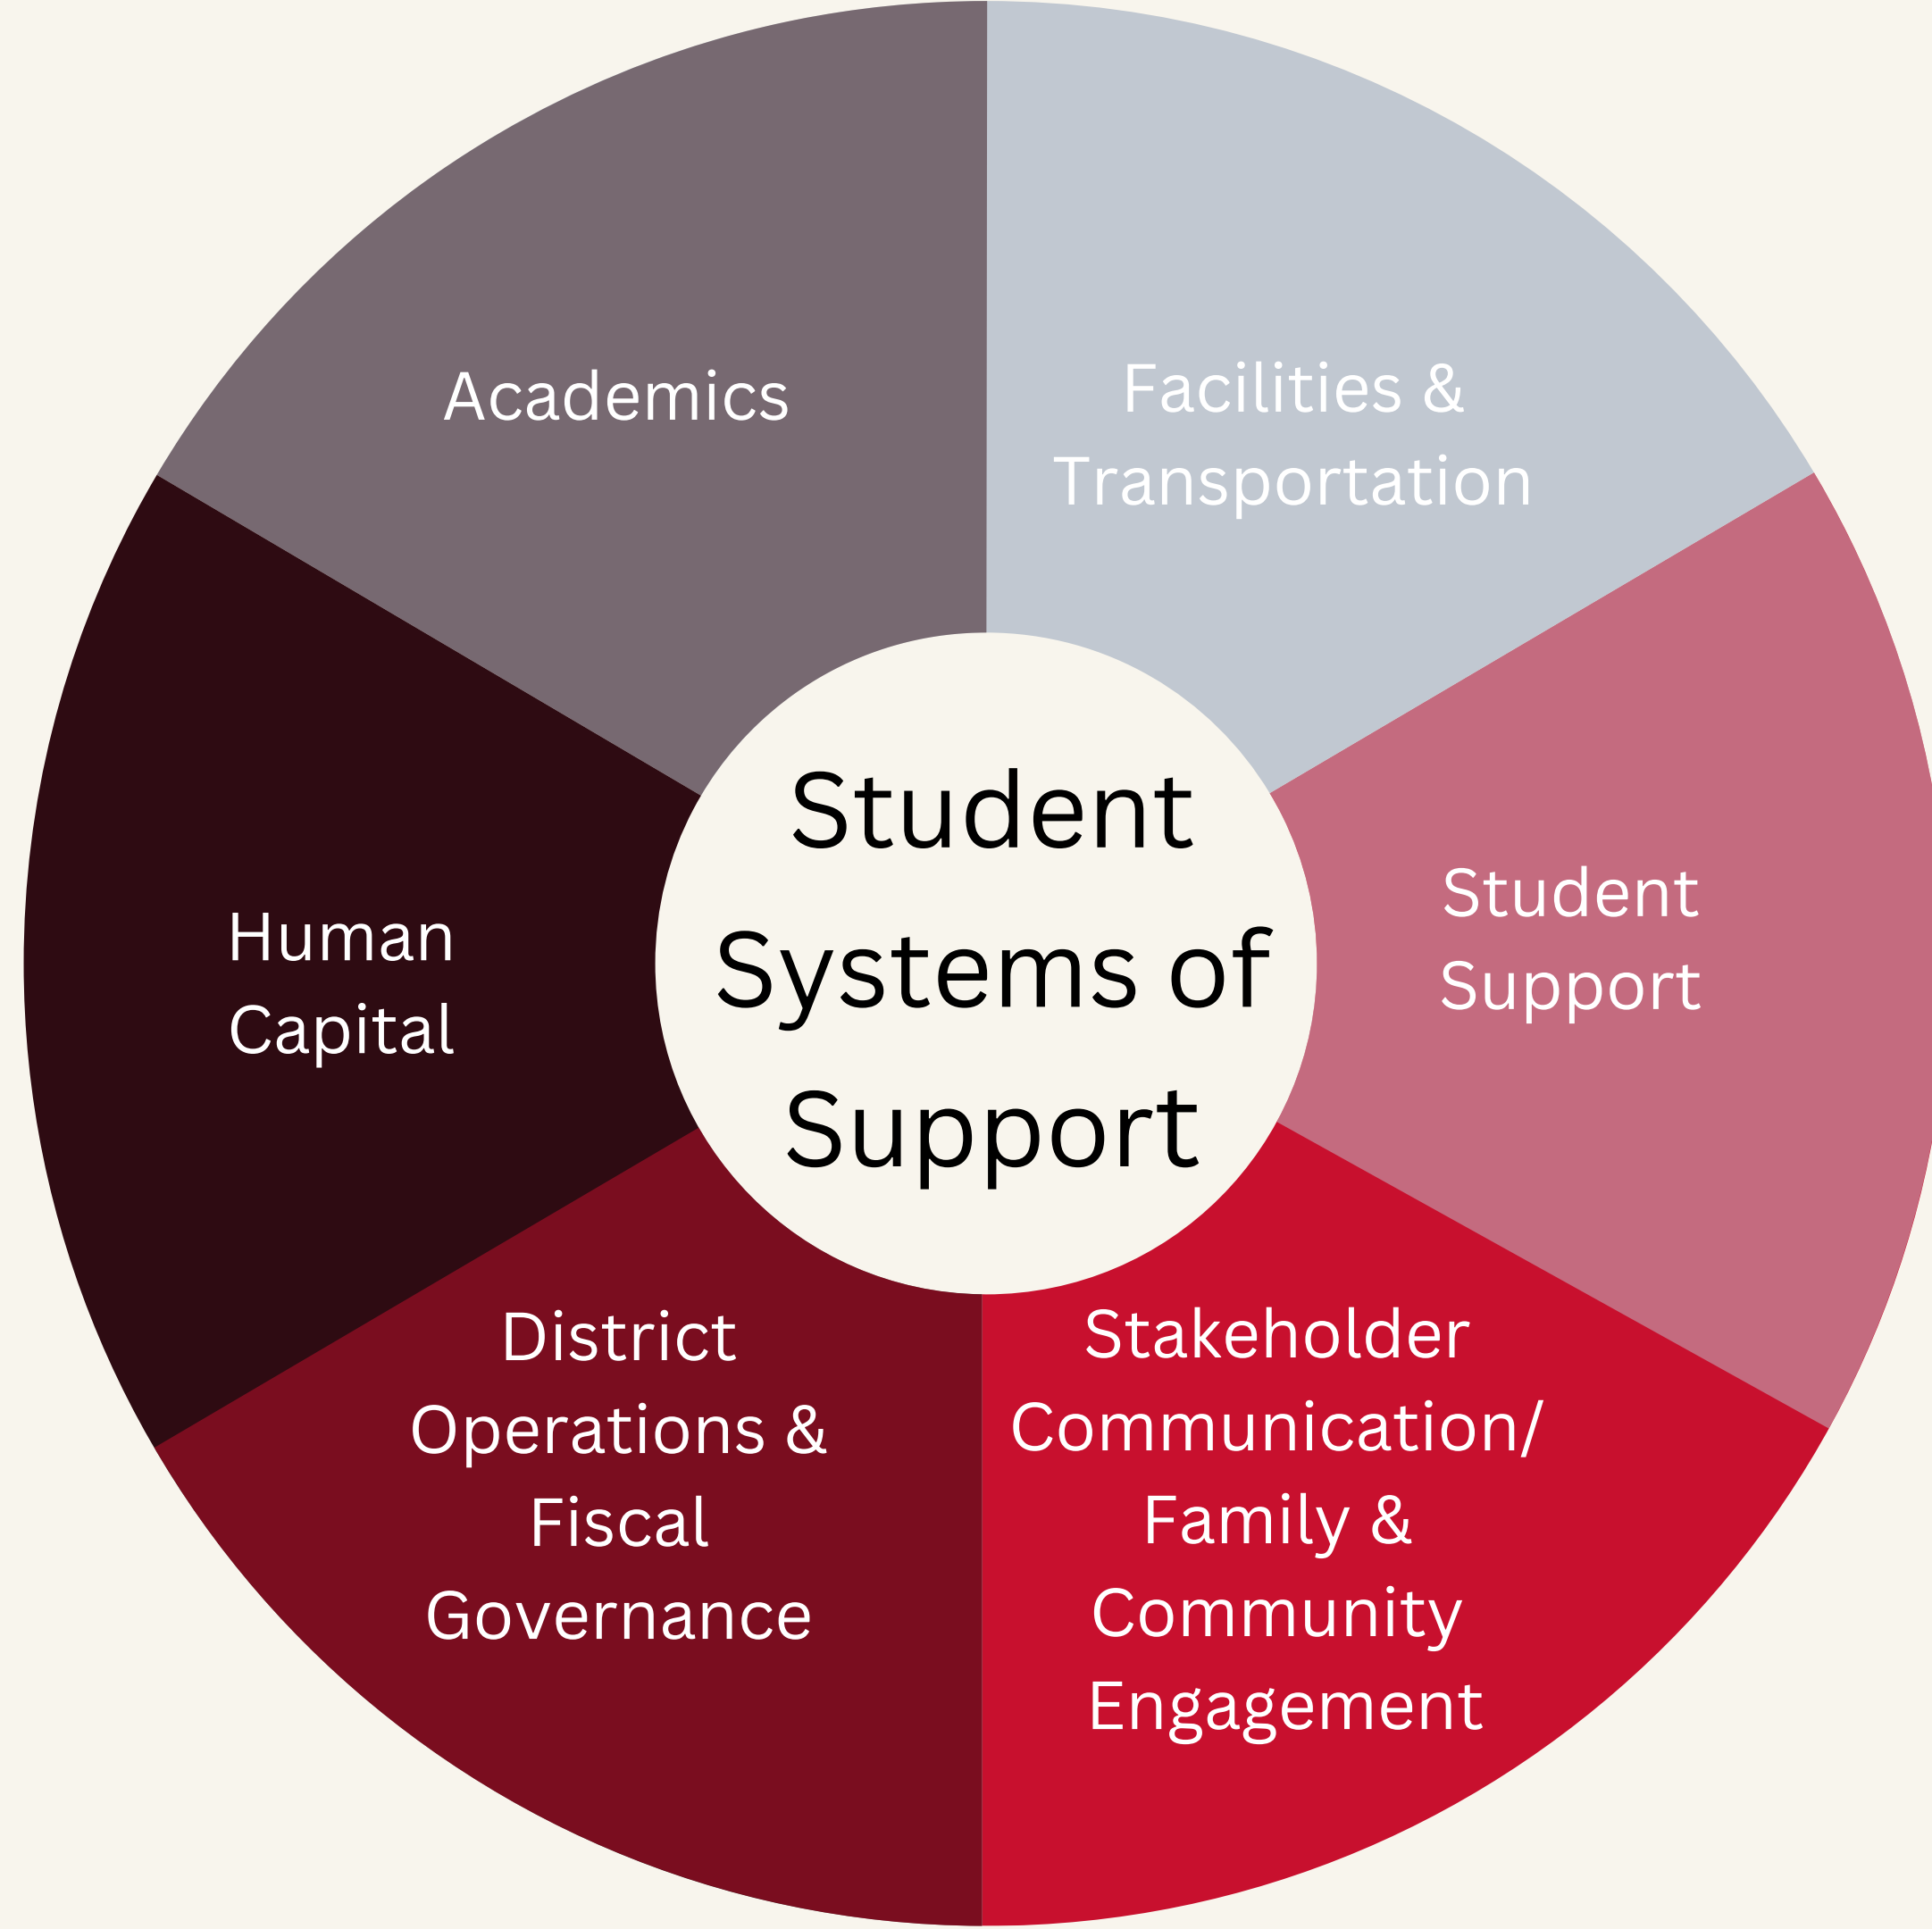 Academics
Facilities &
Transportation
Student
Systems of
Support
Human
Capital
Student
Support
District
Operations &
Fiscal
Governance
Stakeholder
Communication/
Family &
Community
Engagement